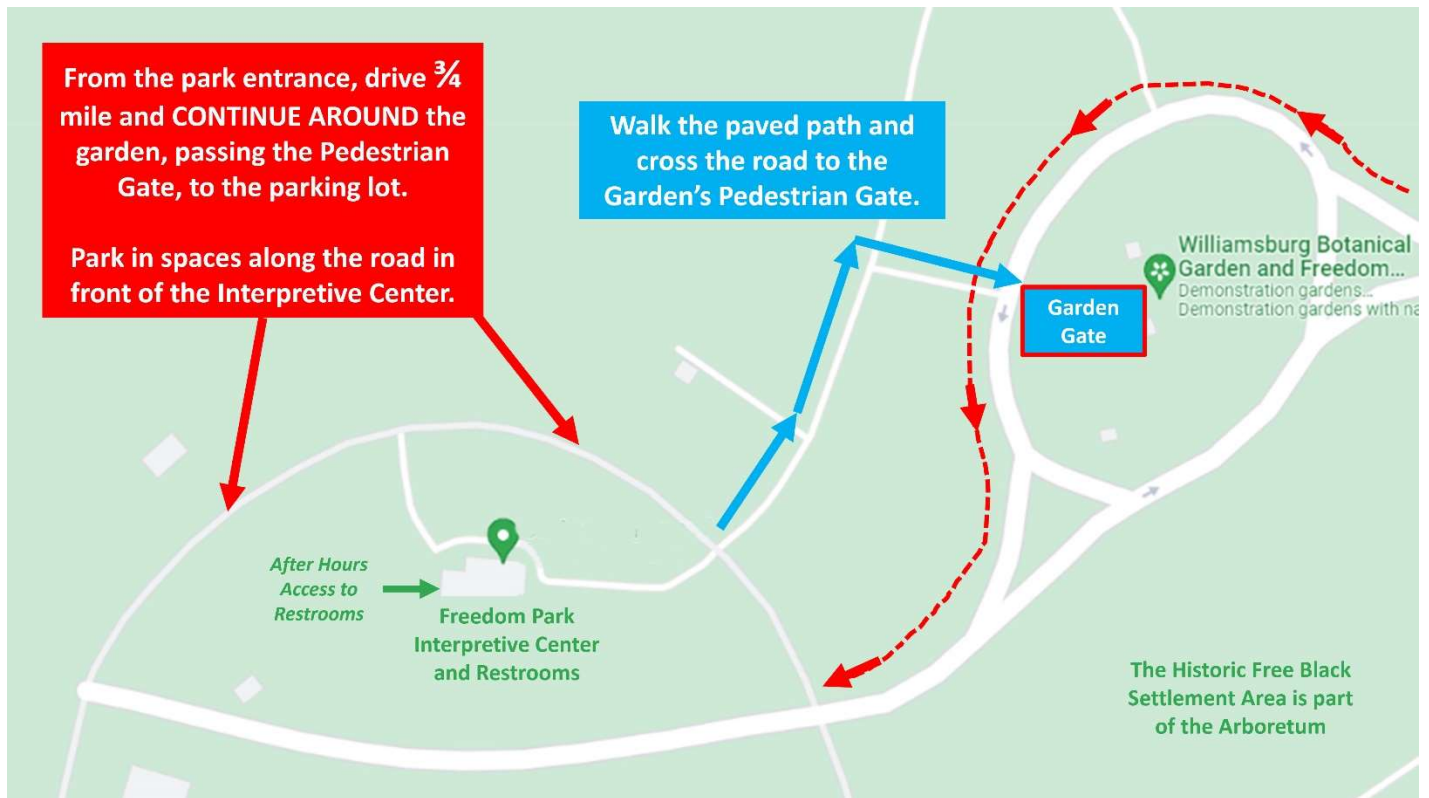 From the park entrance, drive ¾
mile and CONTINUE AROUND the
garden, passing the Pedestrian
Gate, to the parking lot.
Park in spaces along the road in
front of the Interpretive Center.
Walk the paved path and
cross the road to the
Garden's Pedestrian Gate.
Williamsburg Botanical
Garden and Freedom...
Demonstration gardens...
Demonstration gardens with na
Garden
Gate
After Hours
Access to
Restrooms
Freedom Park
Interpretive Center
and Restrooms
The Historic Free Black
Settlement Area is part
of the Arboretum